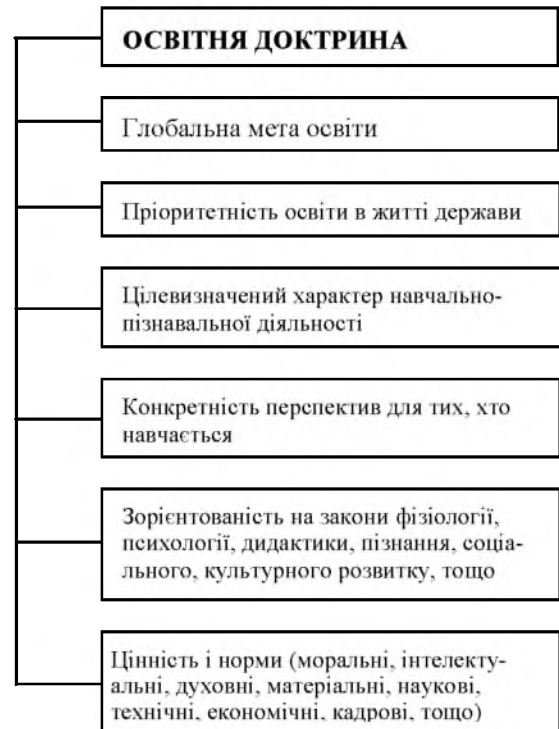 ОСВІТНЯ ДОКТРИНА
Глобальна мета освіти
Пріоритетність освіти в житті держави
Цілевизначений характер навчально-
пізнавальної діяльності
Конкретність перспектив для тих, хто
навчається
Зорієнтованість на закони фізіології,
психології, дидактики, пізнання, соціа-
льного, культурного розвитку, тощо
Цінність і норми (моральні, інтелекту-
альні, духовні, матеріальні, наукові,
технічні, економічні, кадрові, тощо)